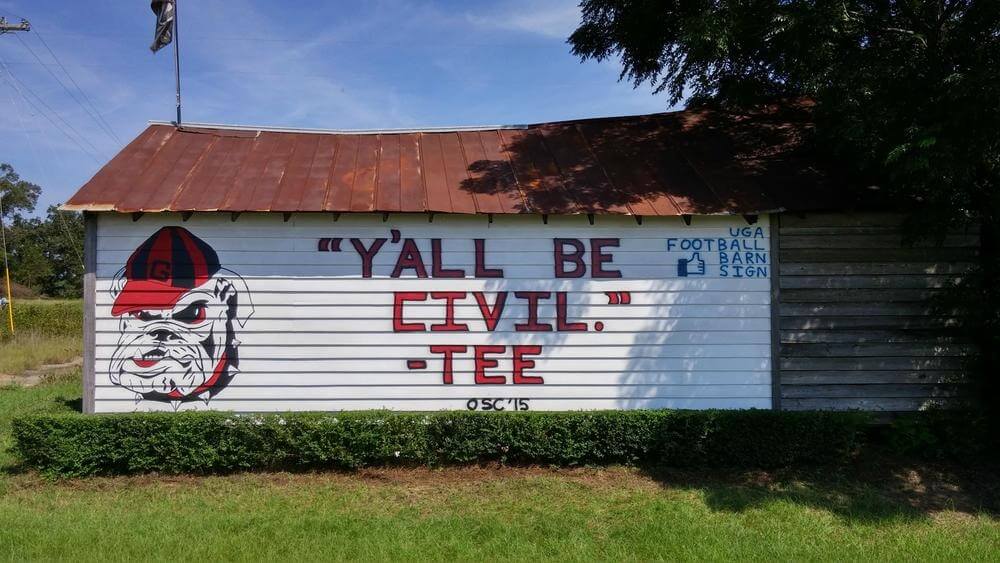 G
"Y'ALL BE
CIVIL."
-TEE
OSC'15
UGA
FOOTBALL
BARN
SIGN